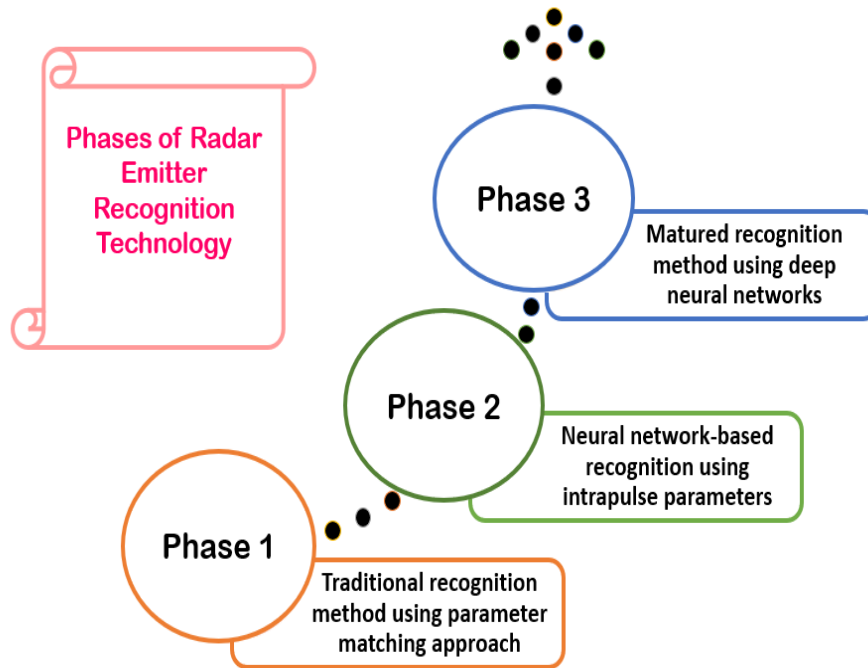 Phases of Radar
Emitter
Recognition
Technology
Phase 3
Matured recognition
method using deep
neural networks
Phase 2
Neural network-based
recognition using
intrapulse parameters
Phase 1
Traditional recognition
method using parameter
matching approach